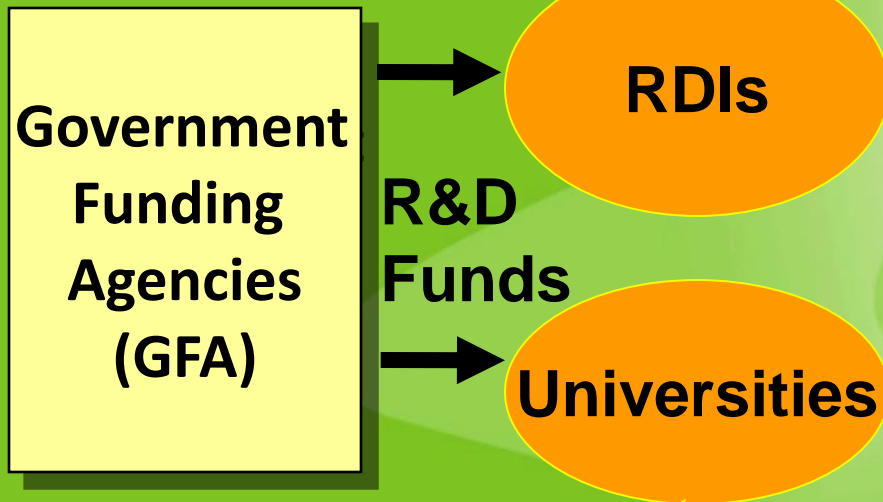 Government
Funding
Agencies
(GFA)
R&D
Funds
RDIs
Universities